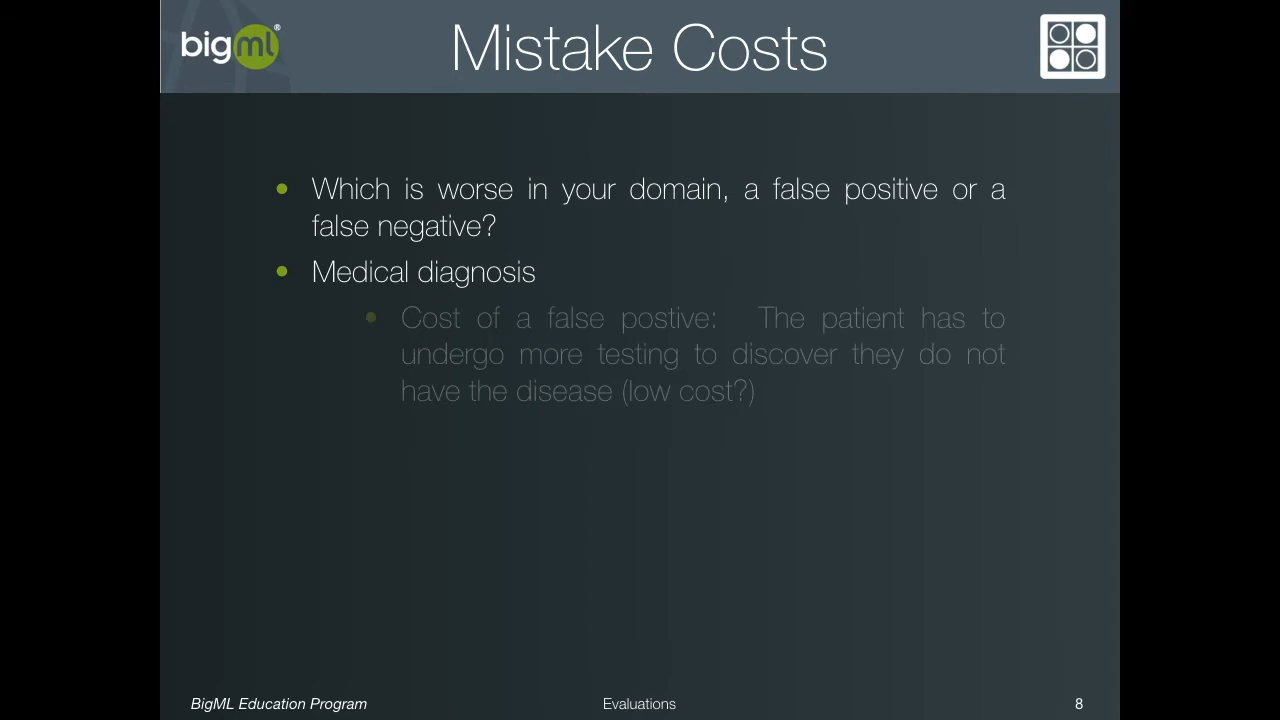 bigml®
Mistake Costs
• Which is worse in your domain, a false positive or a
false negative?
• Medical diagnosis
• Cost of a false postive: The patient has to
undergo more testing to discover they do not
have the disease (low cost?)
BigML Education Program
Evaluations
8